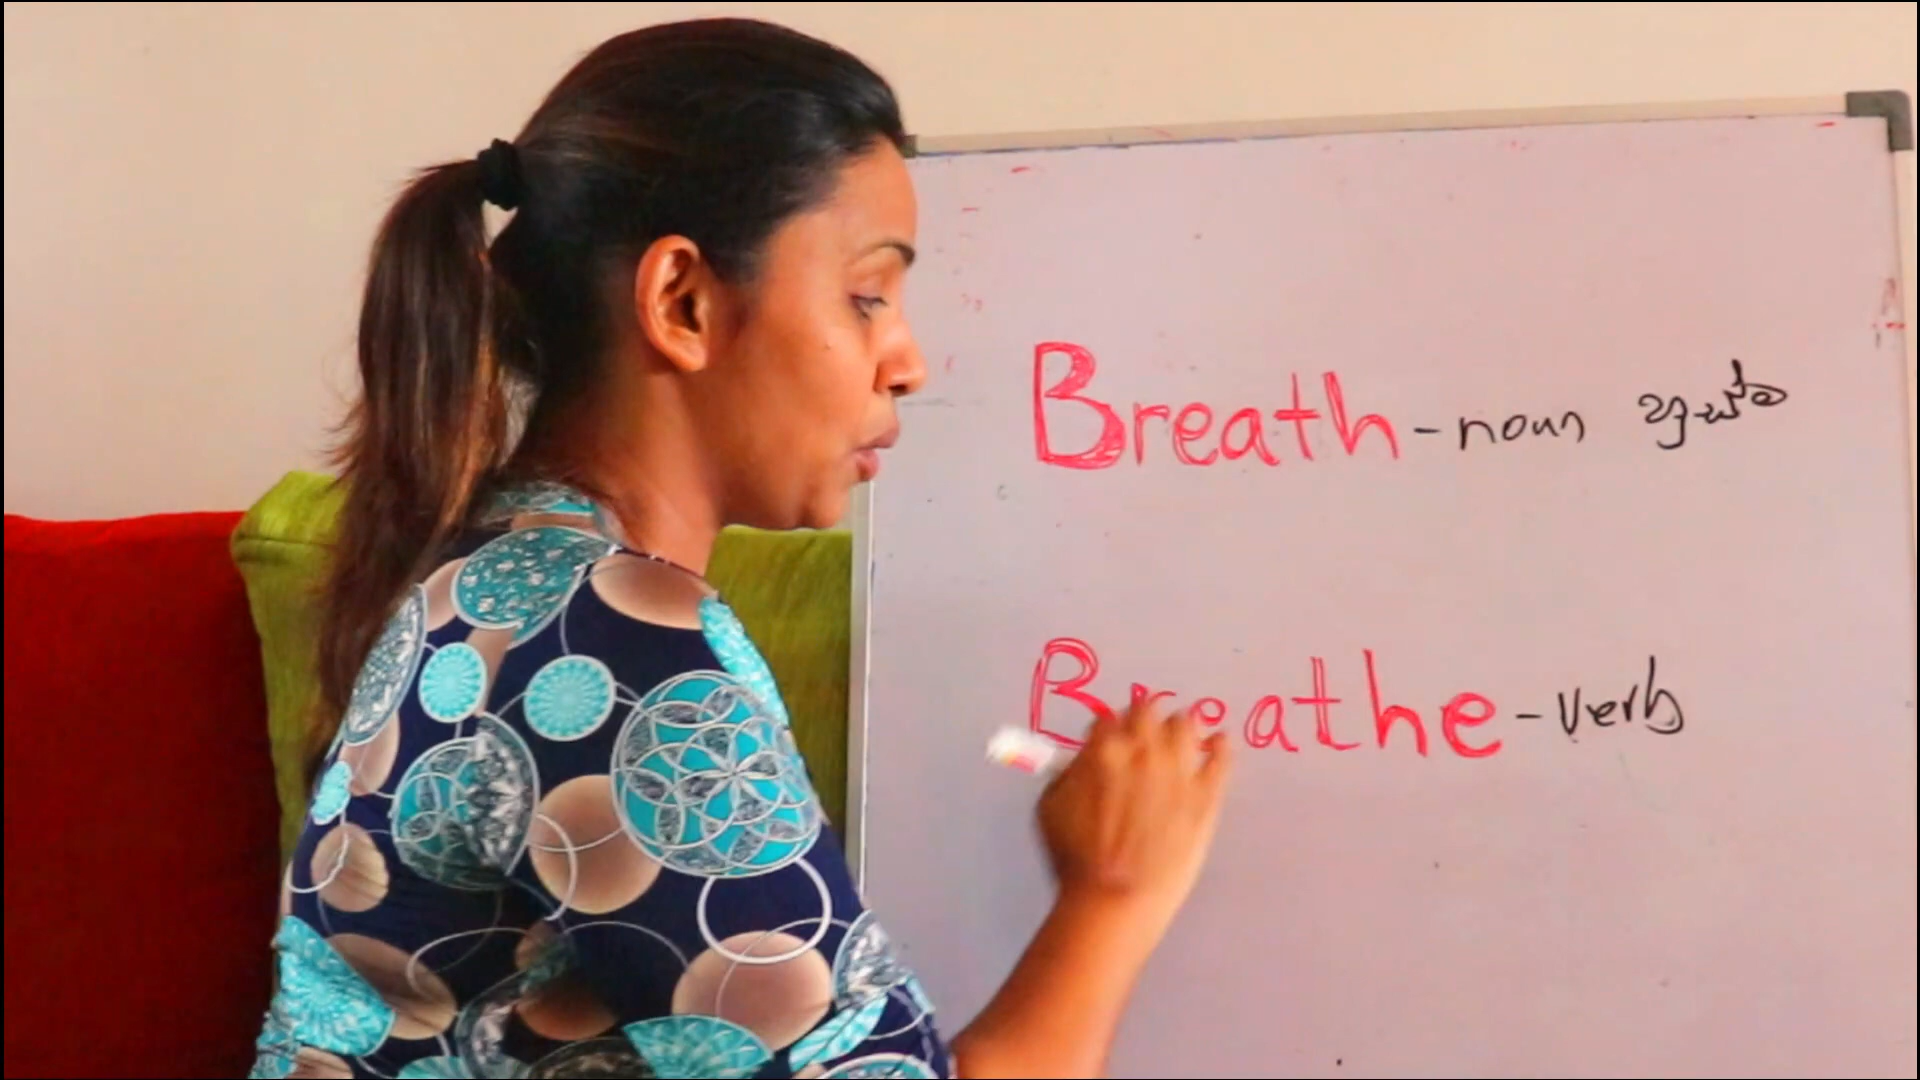 Breath - noun හුස්ම
Breathe - verb